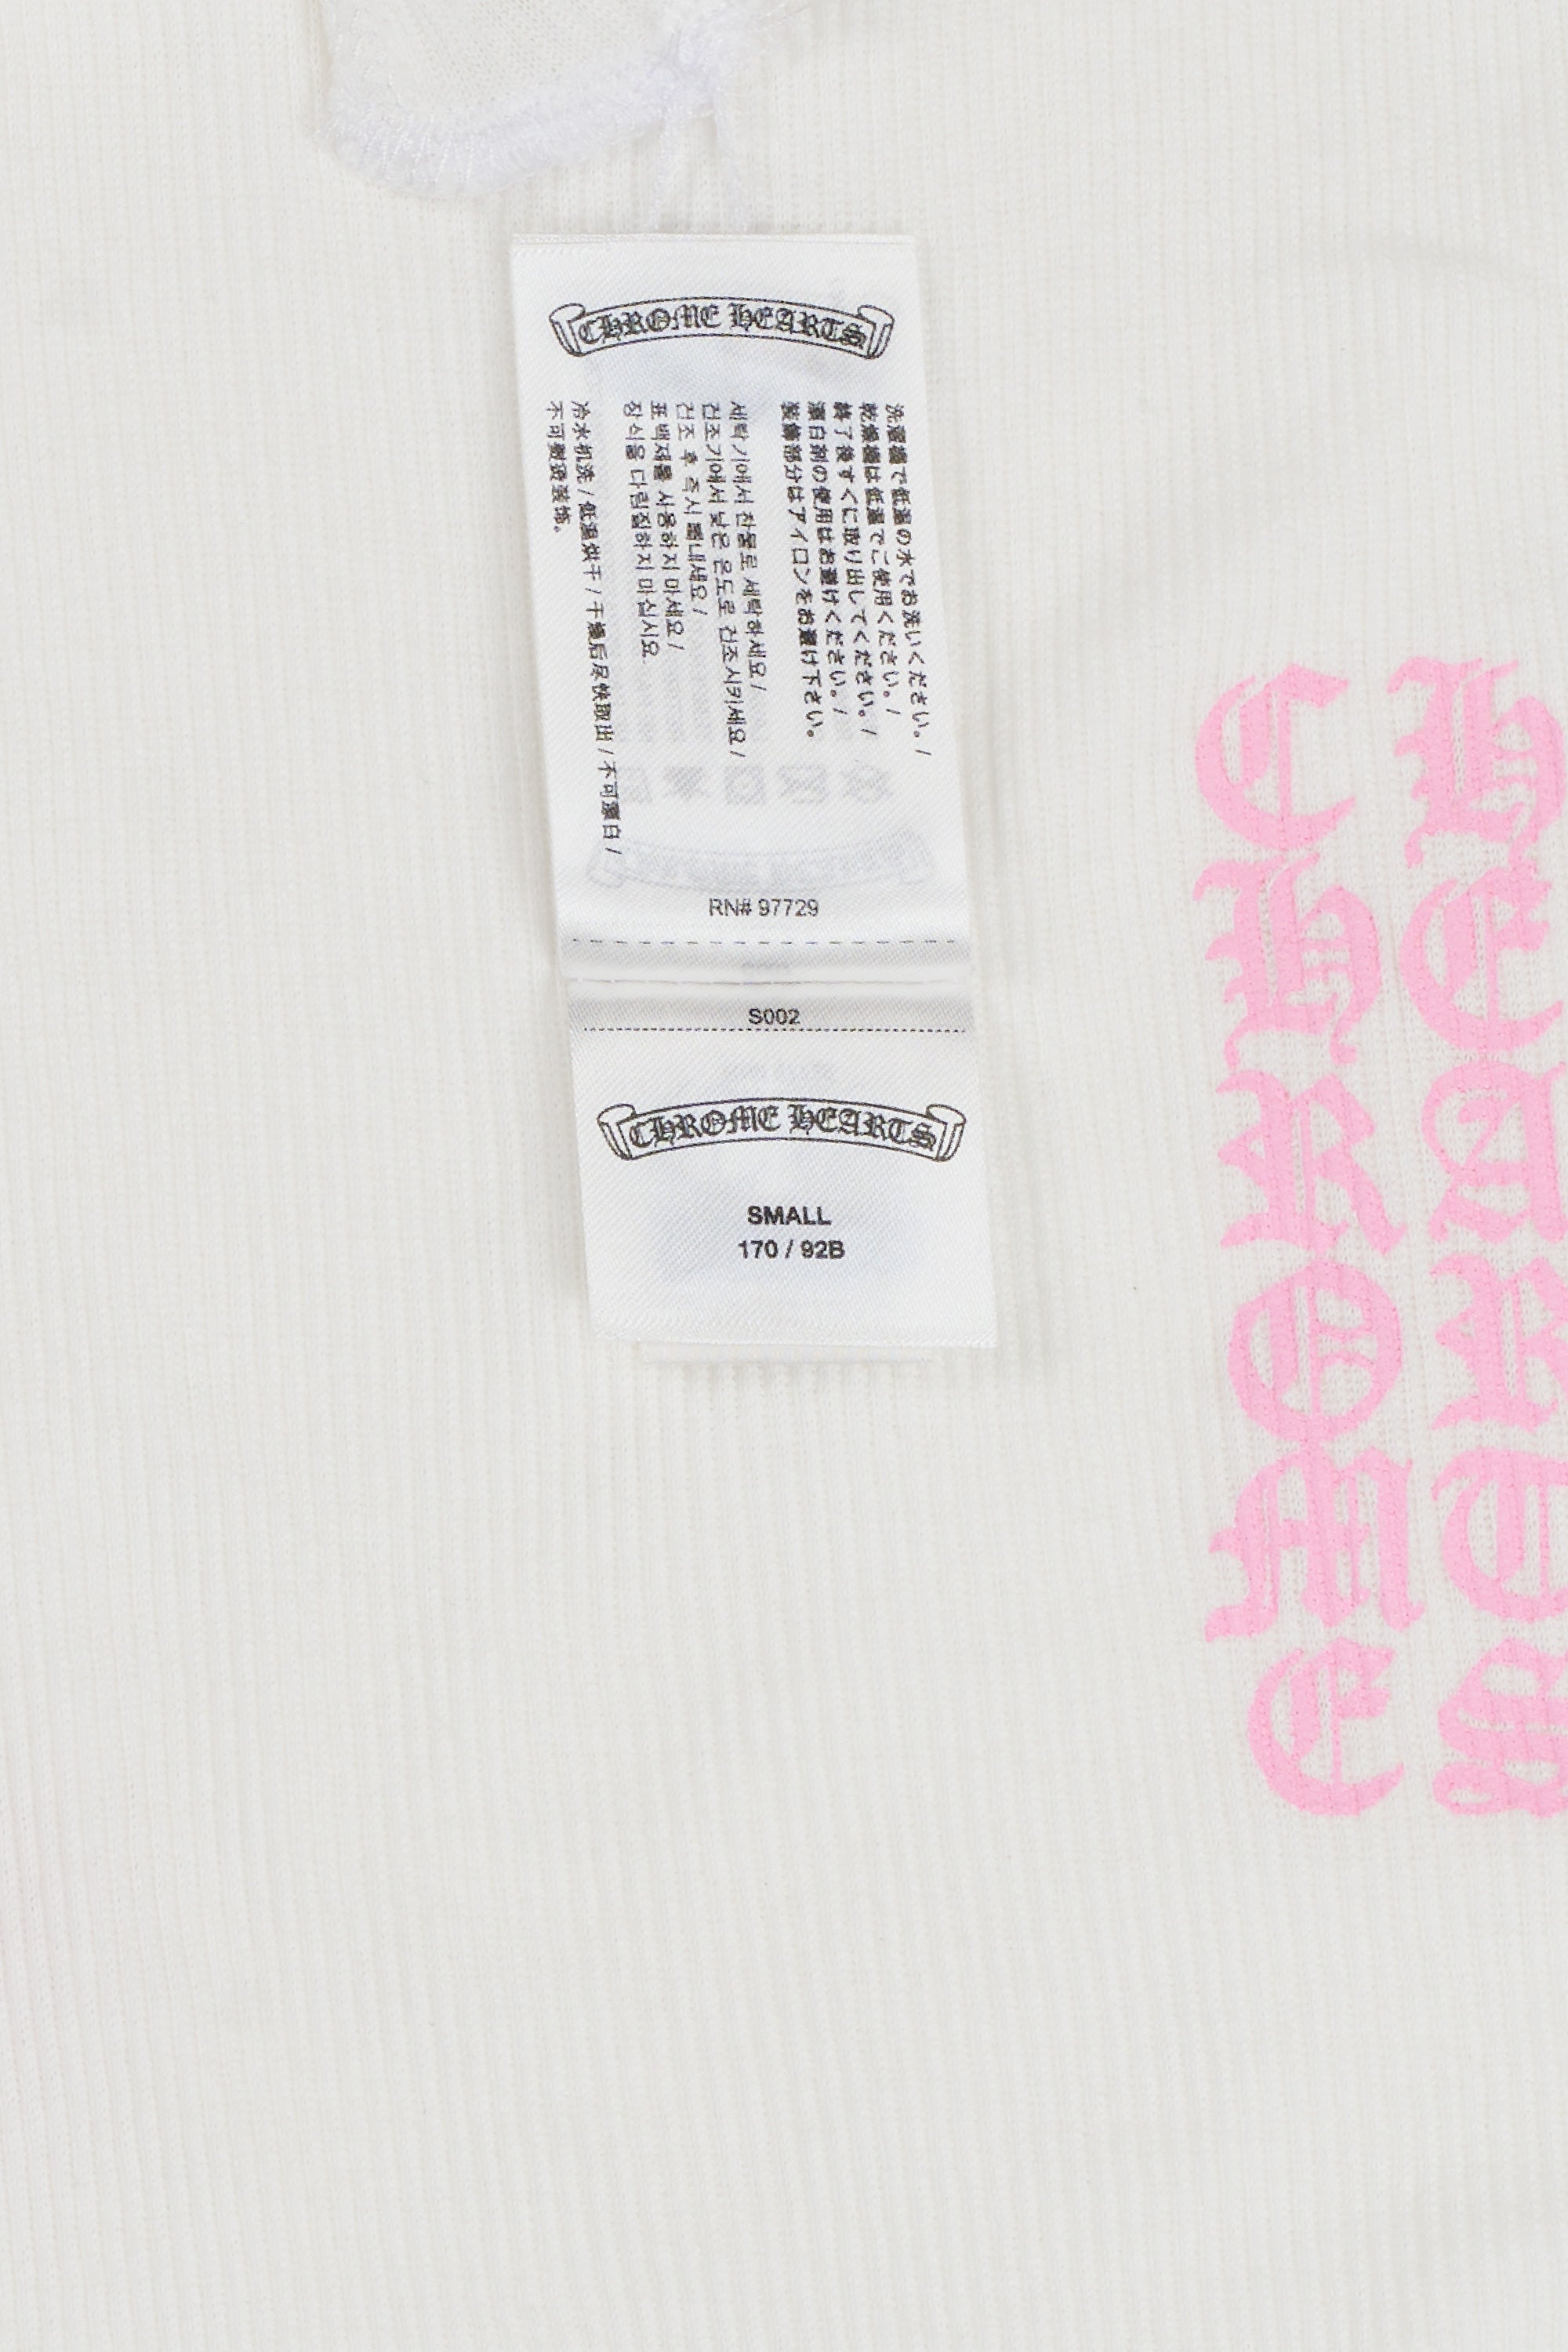 CHROME HEARTS
洗濯機で低温の水でお洗いください。/
乾燥機は低温でご使用ください。/
終了後すぐに取り出してください。/
漂白剤の使用はお避けください。/
装飾部分はアイロンをお避け下さい。
세탁기에서 찬물로 세탁하세요/
건조기에서 낮은 온도로 건조시키세요/
건조 후 즉시 꺼내세요/
표백제를 사용하지 마세요/
장식을 다림질하지 마십시요.
冷水机洗/低温烘干/干燥后尽快取出/不可漂白/
不可熨烫装饰。
RN# 97729
S002
CHROME HEARTS
SMALL
170 / 92B
CHROME
HEARTS